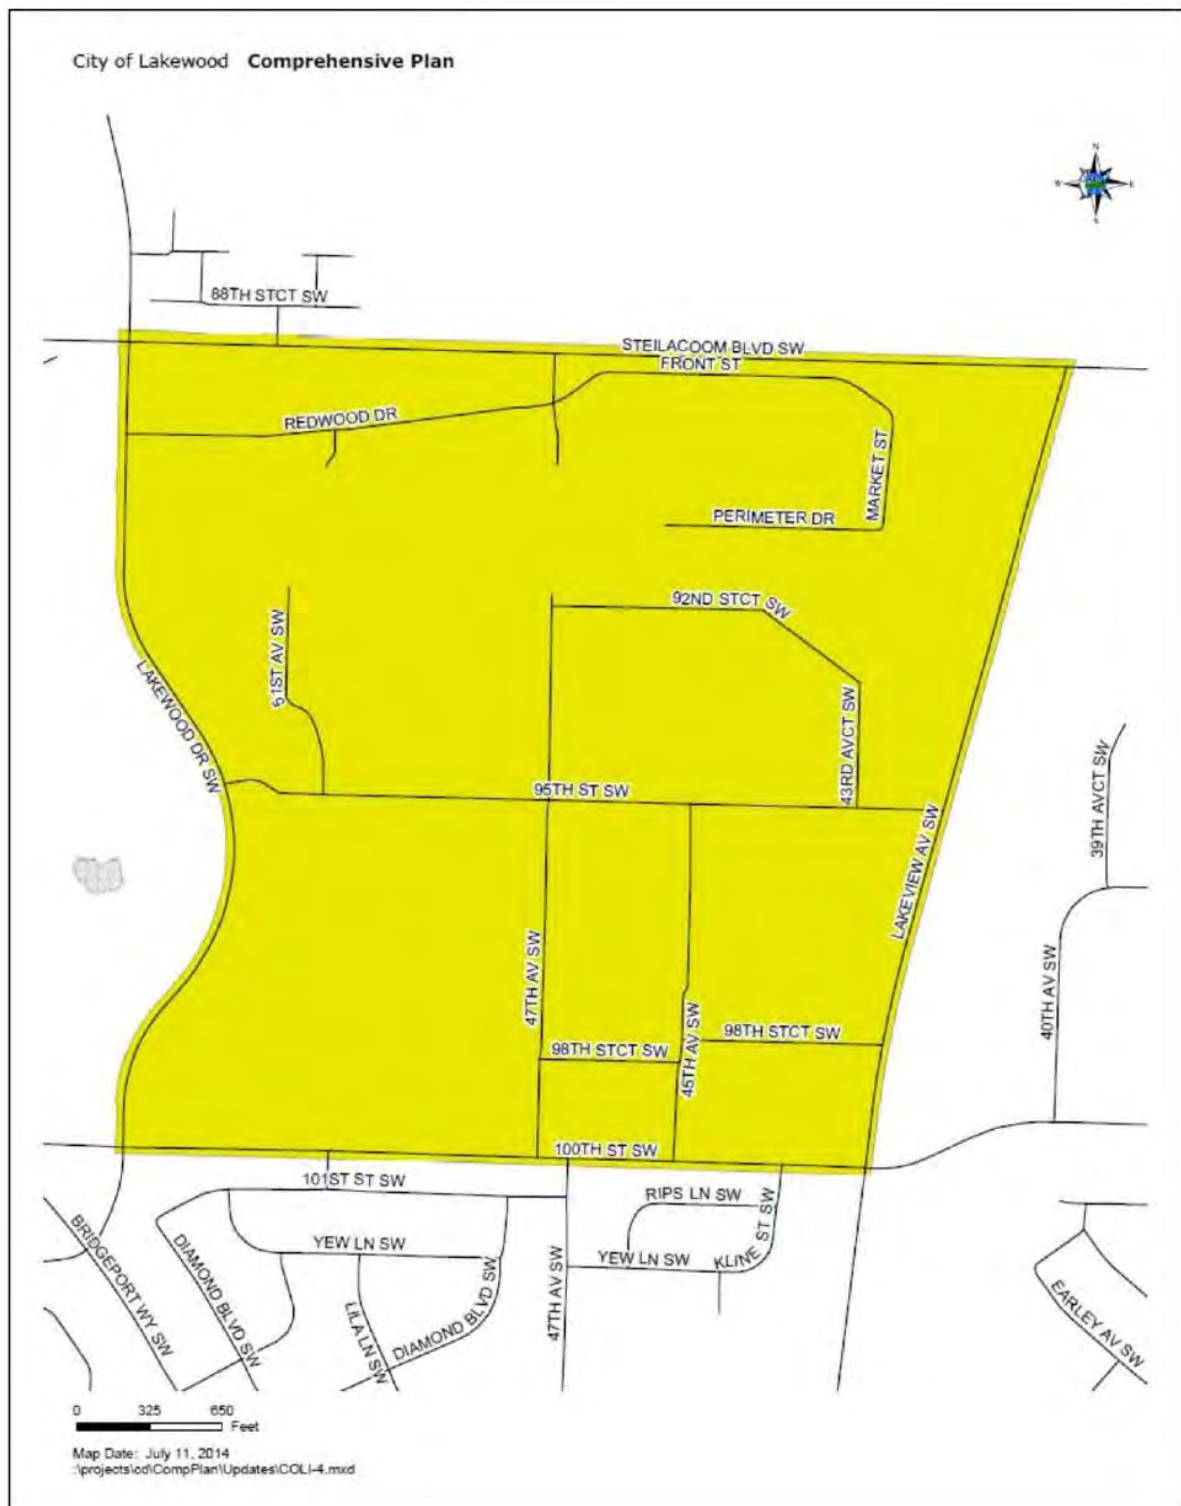 City of Lakewood Comprehensive Plan
N
W E
S
88TH STCT SW
STEILACOOM BLVD SW
FRONT ST
REDWOOD DR
MARKET ST
PERIMETER DR
92ND STCT SW
61ST AV SW
LAKEWOOD DR SW
43RD AVCT SW
39TH AVCT SW
95TH ST SW
LAKEVIEW AV SW
47TH AV SW
40TH AV SW
45TH AV SW
98TH STCT SW
98TH STCT SW
100TH ST SW
101ST ST SW
RIPS LN SW
BRIDGEPORT WY SW
DIAMOND BLVD SW
YEW LN SW
YEW LN SW
KLINE ST SW
LILA LN SW
DIAMOND BLVD SW
47TH AV SW
EARLEY AV SW
0 325 650
Feet
Map Date: July 11, 2014
:\projects\cd\CompPlan\Updates\COLI-4.mxd